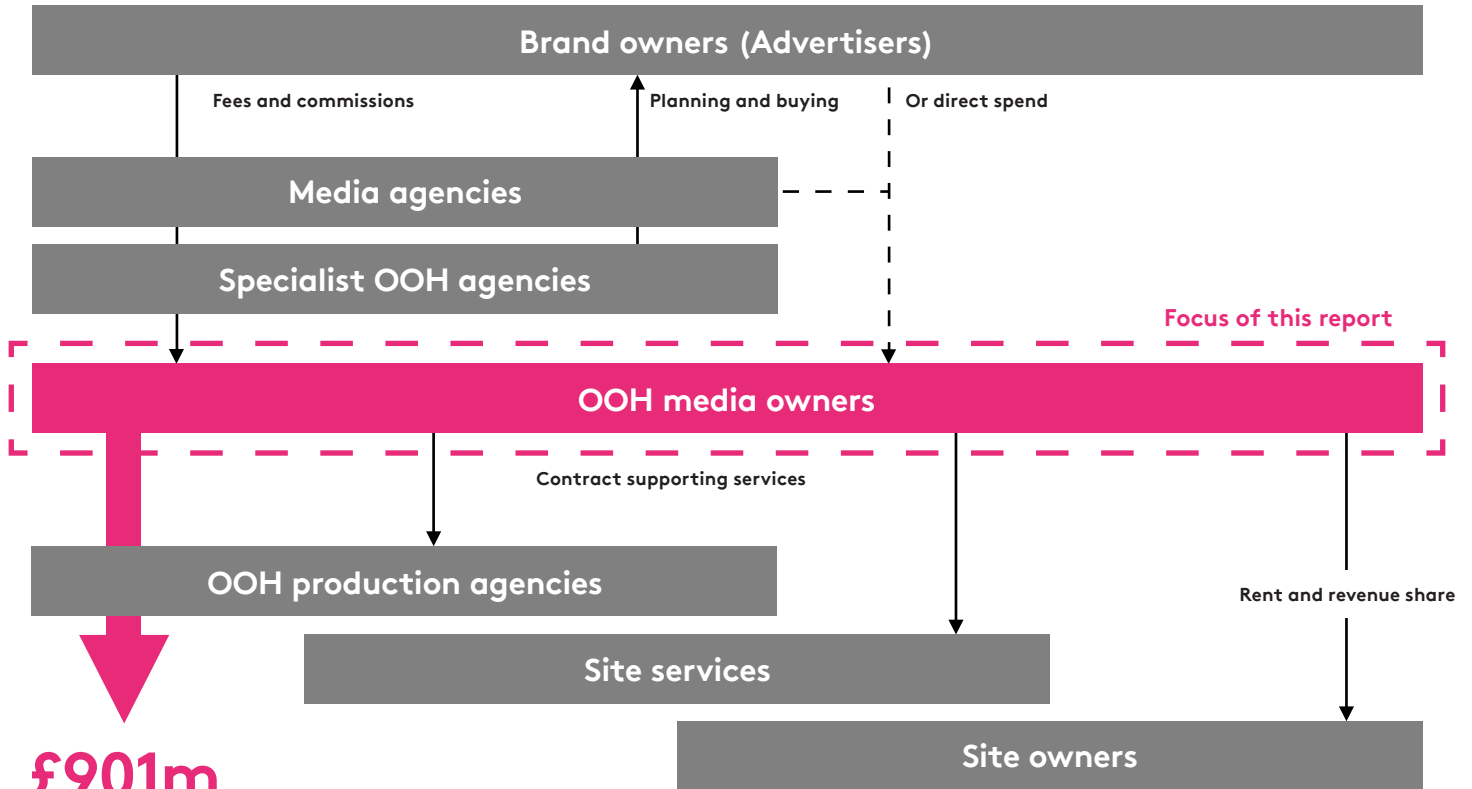 Brand owners (Advertisers)
Fees and commissions
Planning and buying
Or direct spend
Media agencies
Specialist OOH agencies
Focus of this report
OOH media owners
Contract supporting services
OOH production agencies
Rent and revenue share
Site services
Site owners
£901m